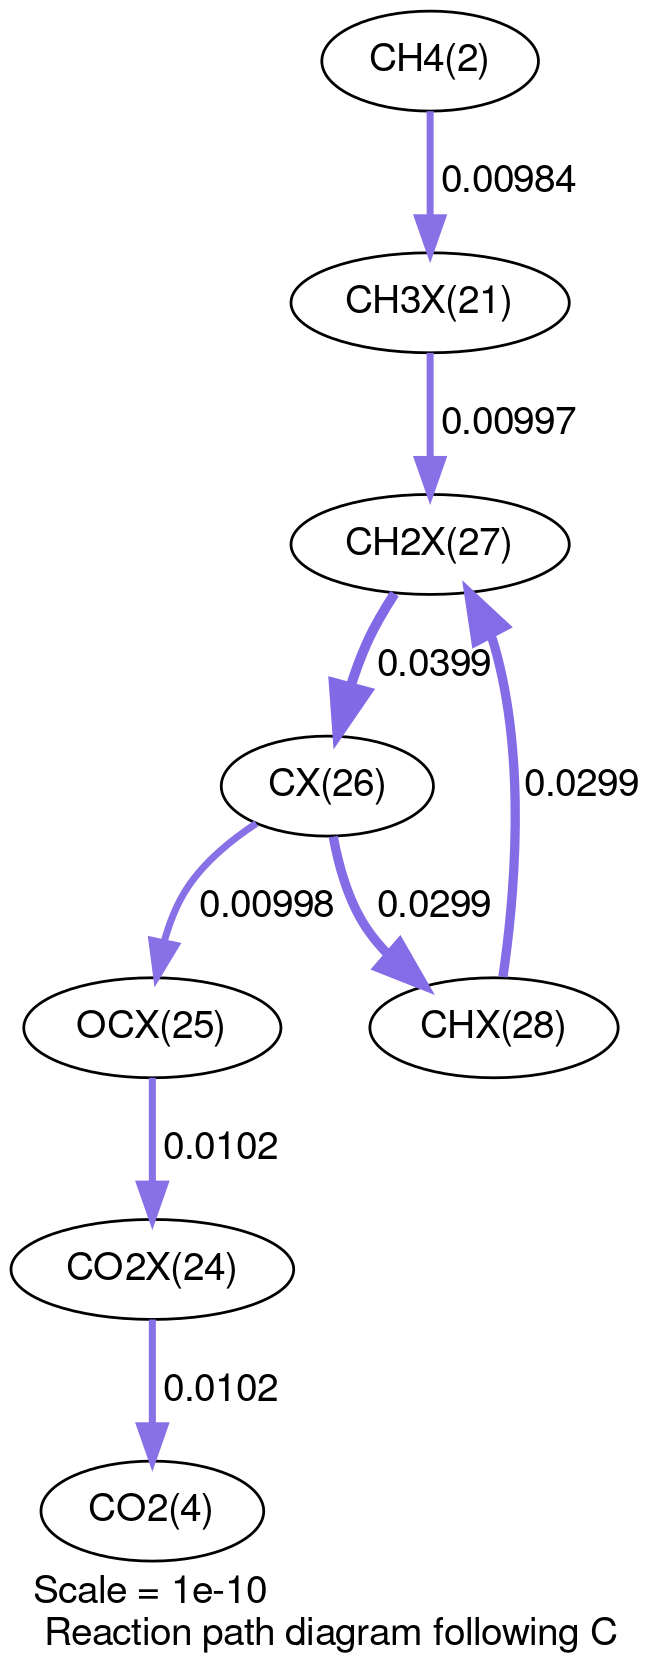 CH4(2)
0.00984
CH3X(21)
0.00997
CH2X(27)
0.0399
CX(26)
0.0299
0.00998
0.0299
OCX(25)
CHX(28)
0.0102
CO2X(24)
0.0102
CO2(4)
Scale = 1e-10
Reaction path diagram following C